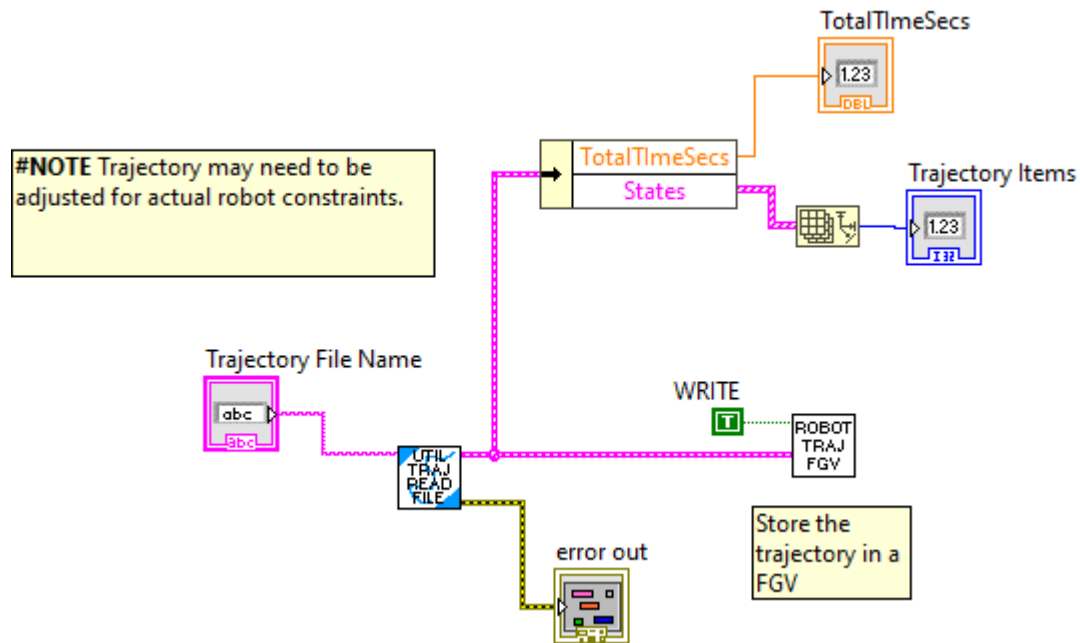 TotalTImeSecs
1.23
DBL
#NOTE Trajectory may need to be
adjusted for actual robot constraints.
TotalTImeSecs
States
Trajectory Items
1.23
I32
Trajectory File Name
abc
abc
WRITE
T
UTIL
TRAJ
READ
FILE
ROBOT
TRAJ
FGV
Store the
trajectory in a
FGV
error out